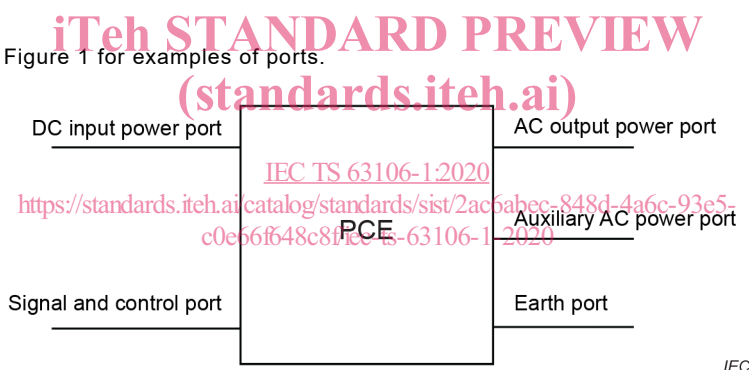 iTeh STANDARD PREVIEW
Figure 1 for examples of ports.
(standards.iteh.ai)
DC input power port
AC output power port
IEC TS 63106-1:2020
https://standards.iteh.ai/catalog/standards/sist/2ac6abec-848d-4a6c-93e5-
Auxiliary AC power port
PCE
c0e66f648c8f/iec-ts-63106-1-2020
Signal and control port
Earth port
IEC